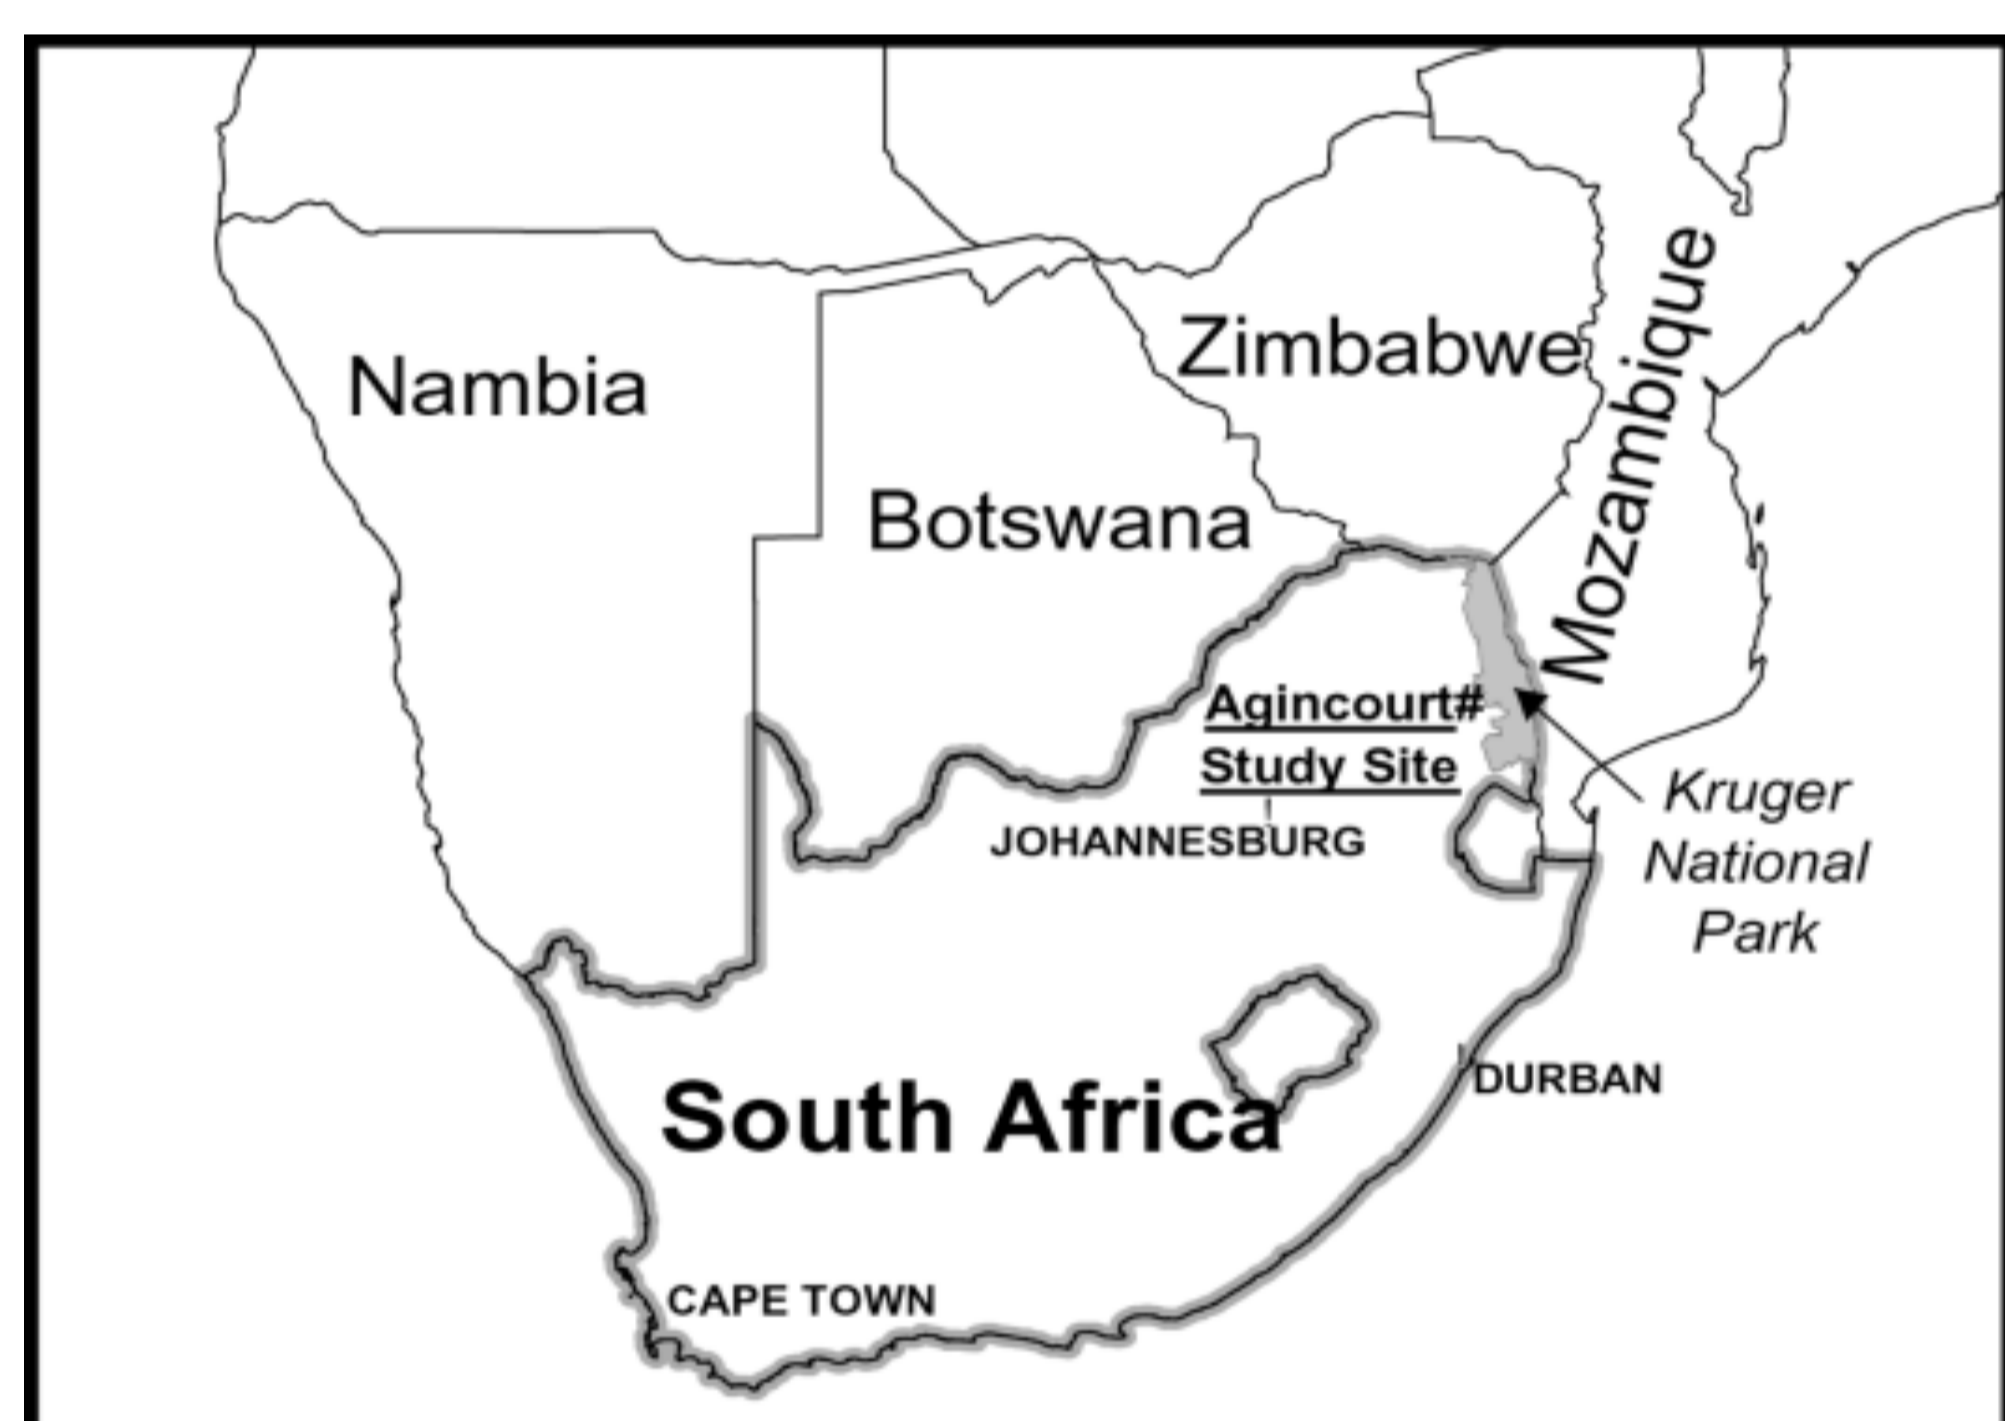 Zimbabwe
Mozambique
Nambia
Botswana
Agincourt#
Study Site
Kruger
National
Park
JOHANNESBURG
South Africa
DURBAN
CAPE TOWN